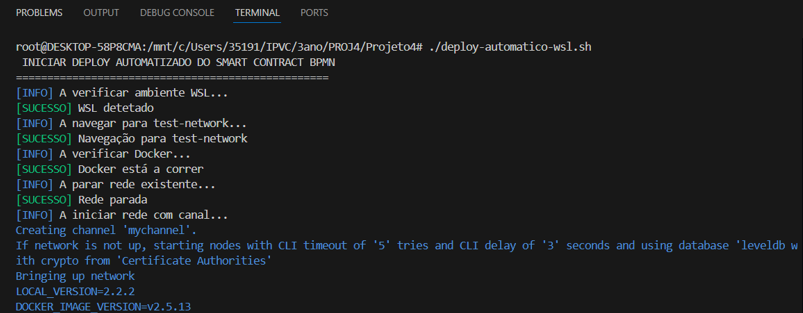 PROBLEMS OUTPUT DEBUG CONSOLE TERMINAL PORTS
root@DESKTOP-58P8CMA:/mnt/c/Users/35191/IPVC/3ano/PROJ4/Projeto4# ./deploy-automatico-wsl.sh
INICIAR DEPLOY AUTOMATIZADO DO SMART CONTRACT BPMN
==================================================
[INFO] A verificar ambiente WSL...
[SUCESSO] WSL detetado
[INFO] A navegar para test-network...
[SUCESSO] Navegação para test-network
[INFO] A verificar Docker...
[SUCESSO] Docker está a correr
[INFO] A parar rede existente...
[SUCESSO] Rede parada
[INFO] A iniciar rede com canal...
Creating channel 'mychannel'.
If network is not up, starting nodes with CLI timeout of '5' tries and CLI delay of '3' seconds and using database 'leveldb w
ith crypto from 'Certificate Authorities'
Bringing up network
LOCAL_VERSION=2.2.2
DOCKER_IMAGE_VERSION=v2.5.13